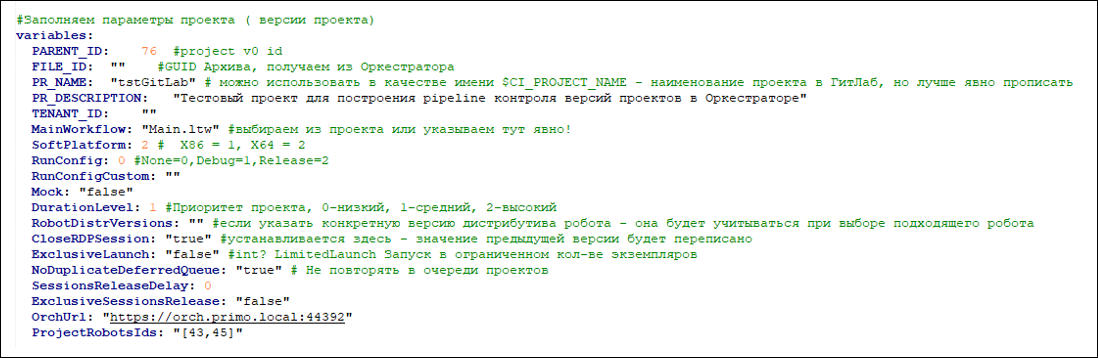 #Заполняем параметры проекта ( версии проекта)
variables:
PARENT_ID: 76 #project v0 id
FILE_ID: "" #GUID Архива, получаем из Оркестратора
PR_NAME: "tstGitLab" # можно использовать в качестве имени $CI_PROJECT_NAME - наименование проекта в ГитЛаб, но лучше явно прописать
PR_DESCRIPTION: "Тестовый проект для построения pipeline контроля версий проектов в Оркестраторе"
TENANT_ID: ""
MainWorkflow: "Main.ltw" #выбираем из проекта или указываем тут явно!
SoftPlatform: 2 # X86 = 1, X64 = 2
RunConfig: 0 #None=0,Debug=1,Release=2
RunConfigCustom: ""
Mock: "false"
DurationLevel: 1 #Приоритет проекта, 0-низкий, 1-средний, 2-высокий
RobotDistrVersions: "" #если указать конкретную версию дистрибутива робота - она будет учитываться при выборе подходящего робота
CloseRDPSession: "true" #устанавливается здесь - значение предыдущей версии будет переписано
ExclusiveLaunch: "false" #int? LimitedLaunch Запуск в ограниченном кол-ве экземпляров
NoDuplicateDeferredQueue: "true" # Не повторять в очереди проектов
SessionsReleaseDelay: 0
ExclusiveSessionsRelease: "false"
OrchUrl: "https://orch.primo.local:44392"
ProjectRobotsIds: "[43,45]"